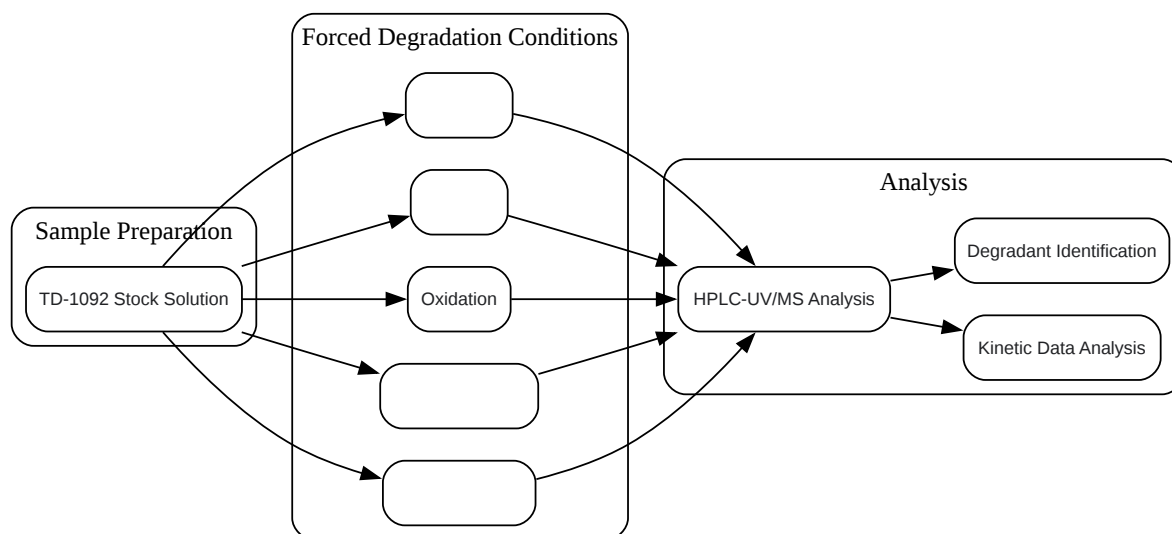 Forced Degradation Conditions
Sample Preparation
TD-1092 Stock Solution
Oxidation
Analysis
HPLC-UV/MS Analysis
Degradant Identification
Kinetic Data Analysis